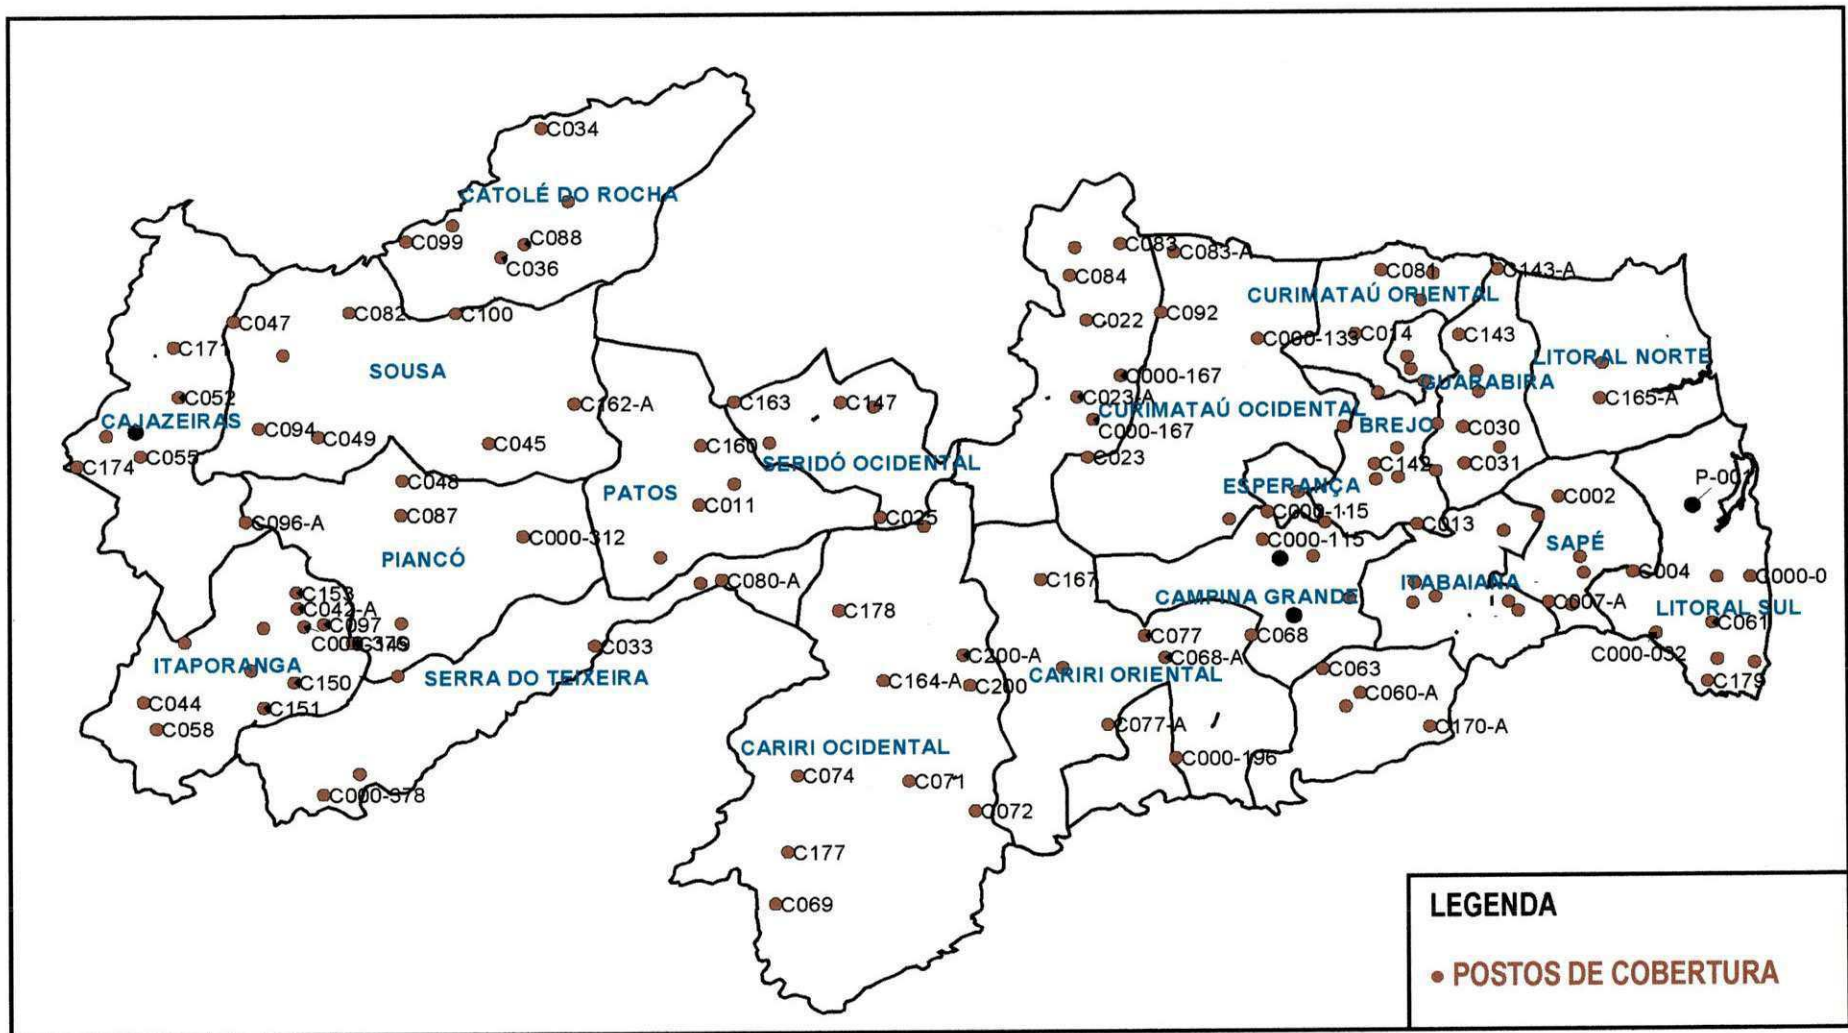 C034
CATOLÉ DO ROCHA
C099
C088
C036
C083
C083-A
C084
C081
C143-A
CURIMATAÚ ORIENTAL
C047
C082
C100
C022
C092
C000-133
C014
C143
C171
SOUSA
LITORAL NORTE
C052
C162-A
C163
C147
C000-167
C023-A
GUARABIRA
C165-A
CAJAZEIRAS
C094
C049
C045
C160
CURIMATAÚ OCIDENTAL
C000-167
BREJO
C030
C055
C174
SERIDÓ OCIDENTAL
C023
C142
C031
C048
PATOS
C011
ESPERANÇA
P-001
C002
C096-A
C087
C025
C000-115
C013
C000-312
C000-115
SAPÉ
PIANCÓ
C080-A
C167
CAMPINA GRANDE
ITABAIANA
C004
C000-0
C153
C042-A
C178
C007-A
LITORAL SUL
C097
C149
C077
C068
C061
ITAPORANGA
C033
C200-A
C068-A
C000-032
C150
SERRA DO TEIXEIRA
C164-A
C200
CARIRI ORIENTAL
C063
C179
C044
C151
C060-A
C058
C077-A
C170-A
CARIRI OCIDENTAL
C000-196
C074
C071
C000-378
C072
C177
C069
LEGENDA
POSTOS DE COBERTURA